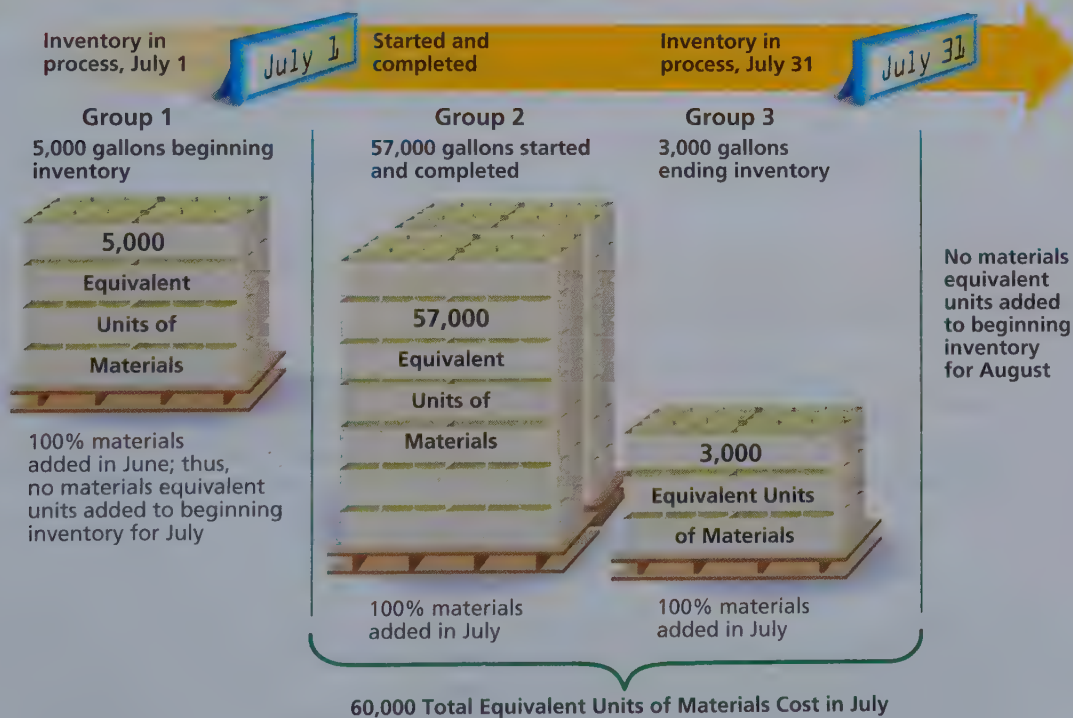 Inventory in
process, July 1
July 1
Started and
completed
Inventory in
process, July 31
July 31
Group 1
5,000 gallons beginning
inventory
5,000
Equivalent
Units of
Materials
100% materials
added in June; thus,
no materials equivalent
units added to beginning
inventory for July
Group 2
57,000 gallons started
and completed
57,000
Equivalent
Units of
Materials
100% materials
added in July
Group 3
3,000 gallons
ending inventory
3,000
Equivalent Units
of Materials
100% materials
added in July
No materials
equivalent
units added
to beginning
inventory
for August
60,000 Total Equivalent Units of Materials Cost in July